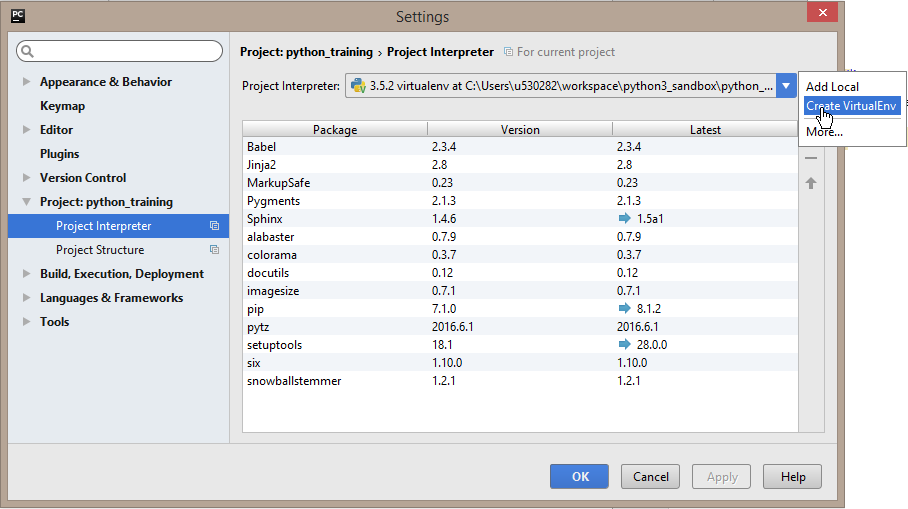 PC
Settings
Project: python_training › Project Interpreter For current project
Appearance & Behavior
Keymap
Editor
Plugins
Version Control
Project: python_training
Project Interpreter
Project Structure
Build, Execution, Deployment
Languages & Frameworks
Tools
Project Interpreter: 3.5.2 virtualenv at C:\Users\u530282\workspace\python3_sandbox\python_...
Add Local
Create VirtualEnv
More...
Package Version Latest
Babel 2.3.4 2.3.4
Jinja2 2.8 2.8
MarkupSafe 0.23 0.23
Pygments 2.1.3 2.1.3
Sphinx 1.4.6 1.5a1
alabaster 0.7.9 0.7.9
colorama 0.3.7 0.3.7
docutils 0.12 0.12
imagesize 0.7.1 0.7.1
pip 7.1.0 8.1.2
pytz 2016.6.1 2016.6.1
setuptools 18.1 28.0.0
six 1.10.0 1.10.0
snowballstemmer 1.2.1 1.2.1
OK Cancel Apply Help